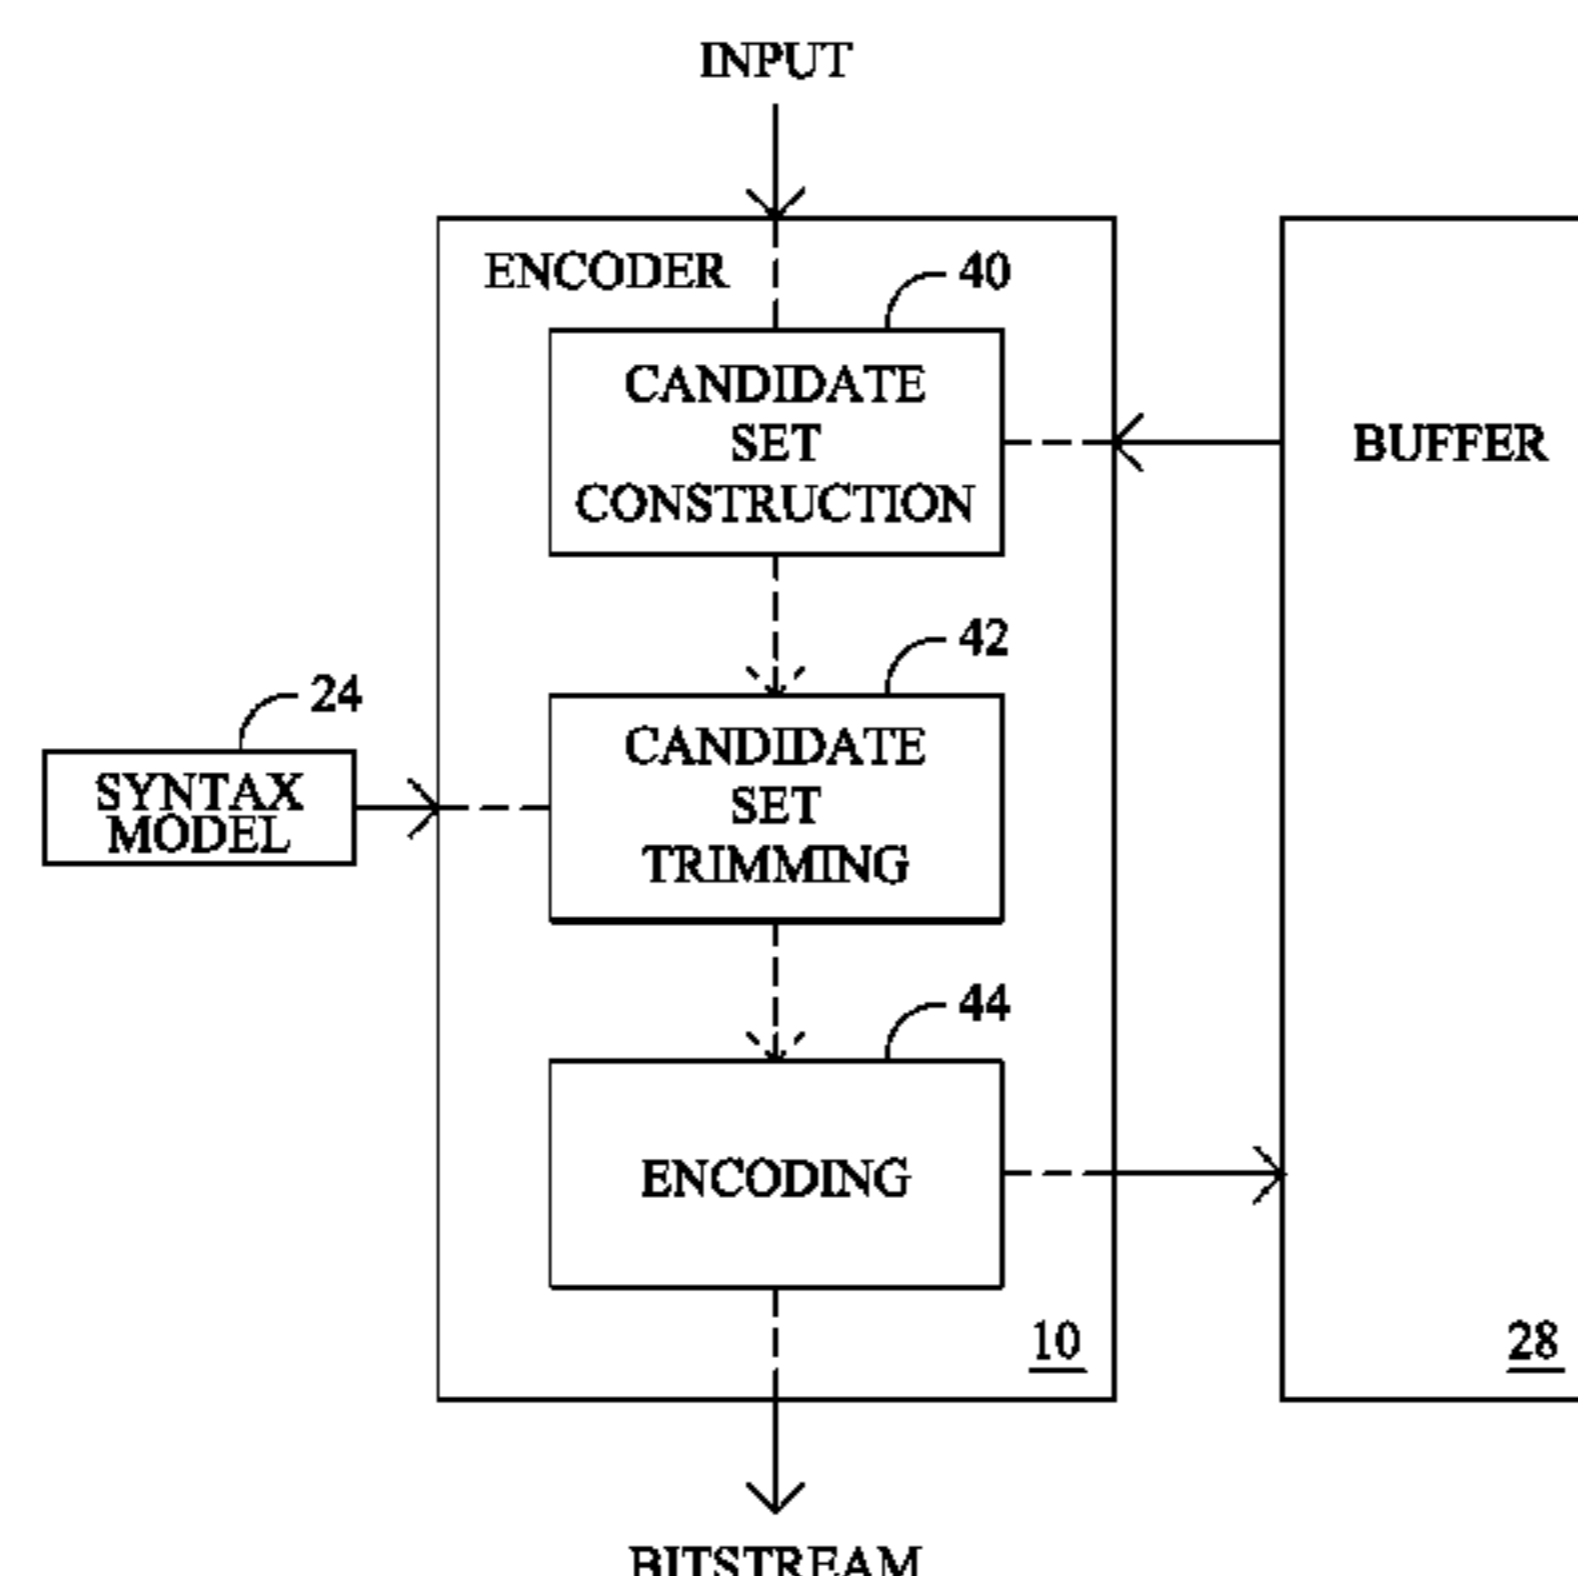 INPUT
ENCODER
40
CANDIDATE
SET
CONSTRUCTION
BUFFER
42
24
SYNTAX
MODEL
CANDIDATE
SET
TRIMMING
44
ENCODING
10
28
BITSTREAM